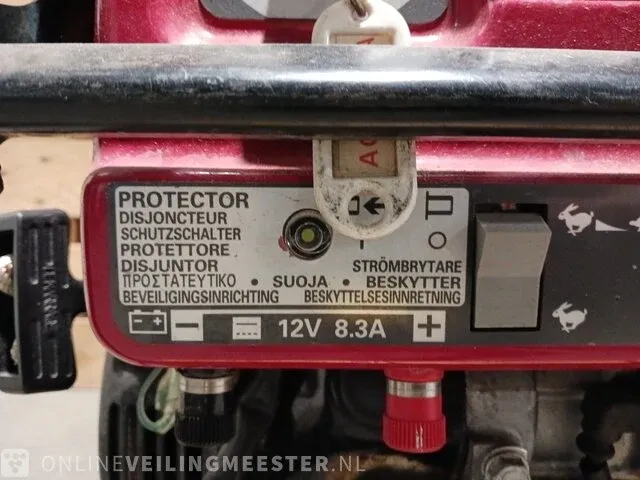 PROTECTOR
DISJONCTEUR
SCHUTZSCHALTER
PROTETTORE
DISJUNTOR STRÖMBRYTARE
ΠΡΟΣΤΑΤΕΥΤΙΚΟ • SUOJA • BESKYTTER
BEVEILIGINGSINRICHTING BESKYTTELSESINNRETNING
12V 8.3A
ONLINEVEILINGMEESTER.NL